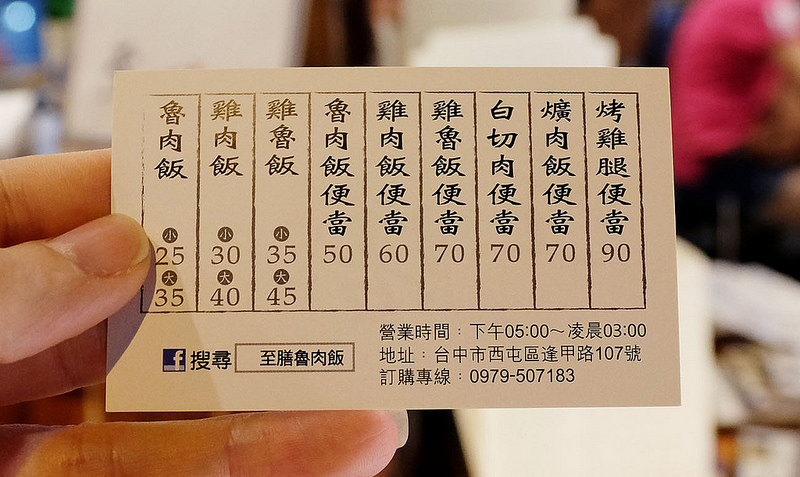 魯肉飯 小 25 大 35
雞肉飯 小 30 大 40
雞魯飯 小 35 大 45
魯肉飯便當 50
雞肉飯便當 60
雞魯飯便當 70
白切肉便當 70
爌肉飯便當 70
烤雞腿便當 90
營業時間：下午05:00～凌晨03:00
地址：台中市西屯區逢甲路107號
訂購專線：0979-507183
f 搜尋 至膳魯肉飯